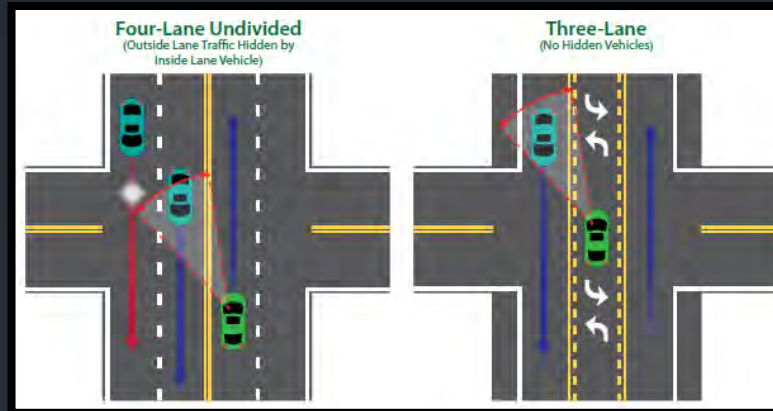 Four-Lane Undivided
(Outside Lane Traffic Hidden by
Inside Lane Vehicle)
Three-Lane
(No Hidden Vehicles)